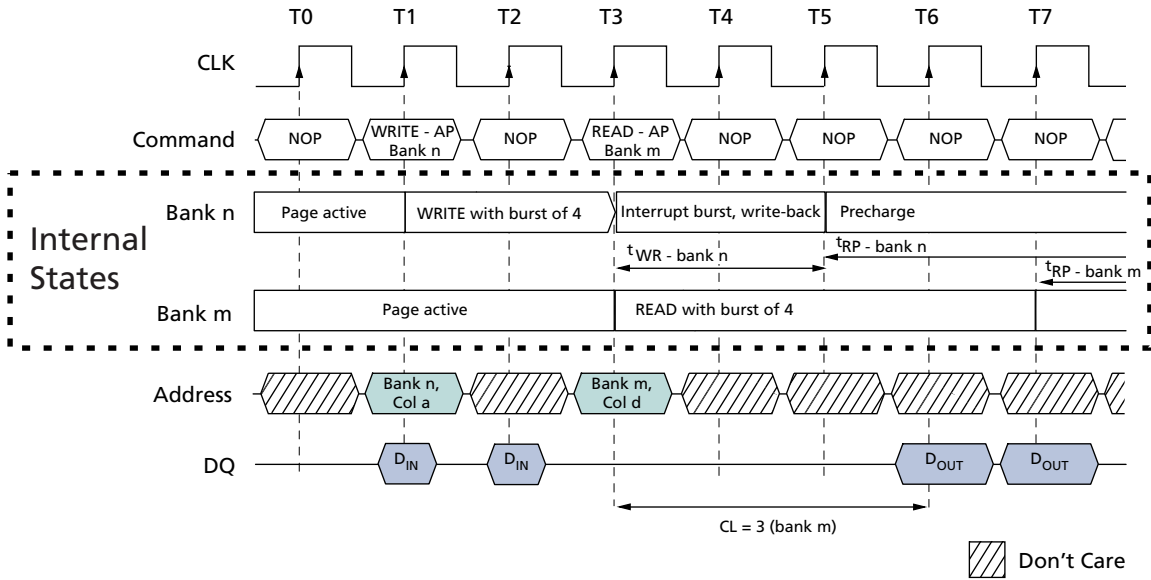 T0 T1 T2 T3 T4 T5 T6 T7
CLK
Command NOP WRITE - AP Bank n NOP READ - AP Bank m NOP NOP NOP NOP
Internal States
Bank n Page active WRITE with burst of 4 Interrupt burst, write-back Precharge
tWR - bank n tRP - bank n
tRP - bank m
Bank m Page active READ with burst of 4
Address Bank n, Col a Bank m, Col d
DQ DIN DIN DOUT DOUT
CL = 3 (bank m)
Don't Care